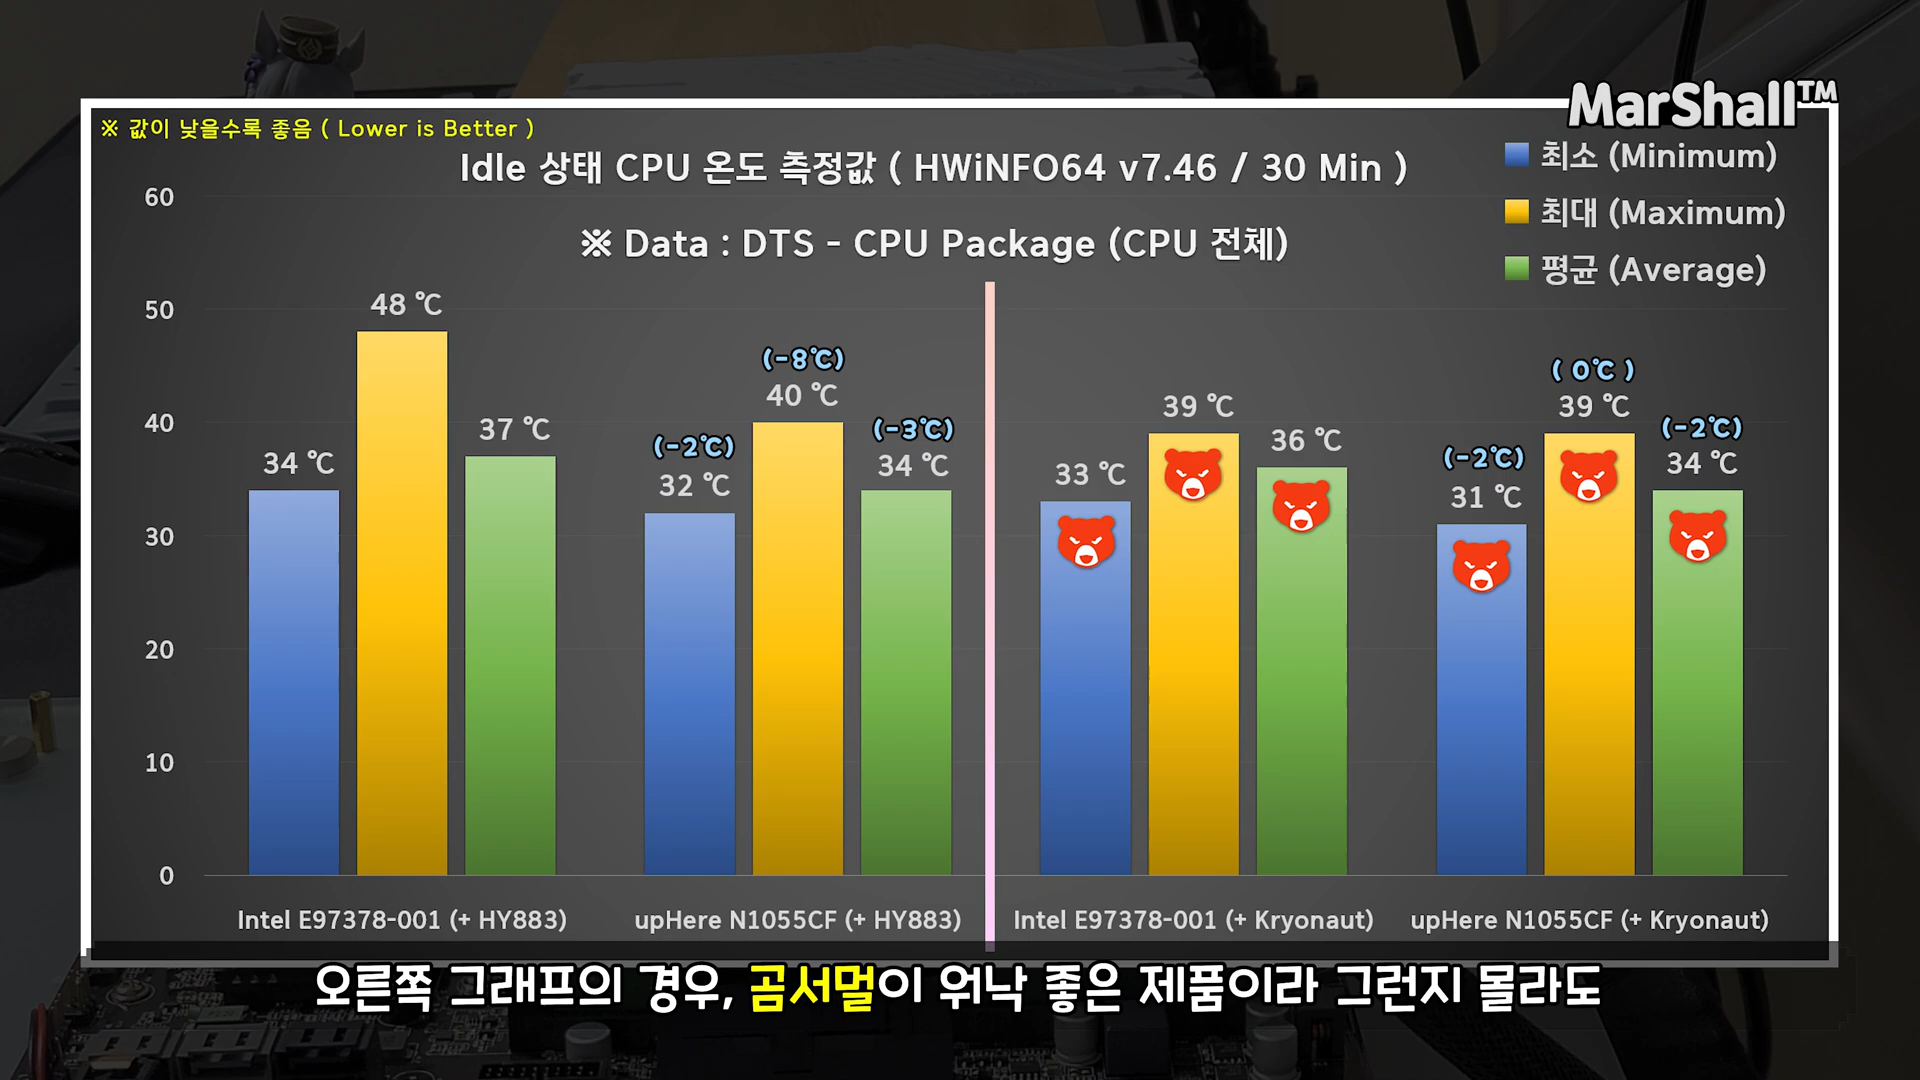 MarShall™
※ 값이 낮을수록 좋음 ( Lower is Better )
Idle 상태 CPU 온도 측정값 ( HWiNFO64 v7.46 / 30 Min )
※ Data : DTS - CPU Package (CPU 전체)
최소 (Minimum)
최대 (Maximum)
평균 (Average)
60
50
40
30
20
10
0
34 ℃
48 ℃
37 ℃
(-2℃)
32 ℃
(-8℃)
40 ℃
(-3℃)
34 ℃
33 ℃
39 ℃
36 ℃
(-2℃)
31 ℃
( 0℃ )
39 ℃
(-2℃)
34 ℃
Intel E97378-001 (+ HY883)
upHere N1055CF (+ HY883)
Intel E97378-001 (+ Kryonaut)
upHere N1055CF (+ Kryonaut)
오른쪽 그래프의 경우, 곰서멀이 워낙 좋은 제품이라 그런지 몰라도